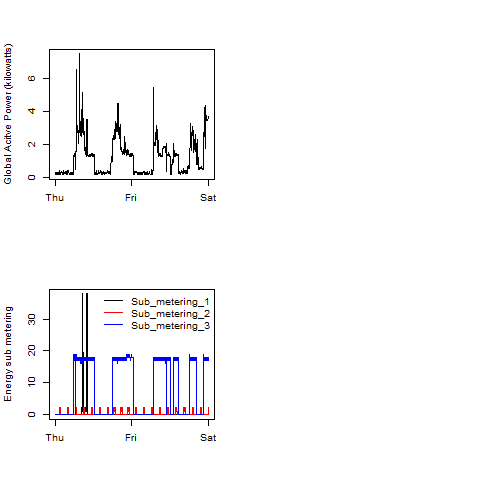 Global Acitve Power (kilowatts)
6
4
2
0
Thu
Fri
Sat
Energy sub metering
30
20
10
0
Sub_metering_1
Sub_metering_2
Sub_metering_3
Thu
Fri
Sat